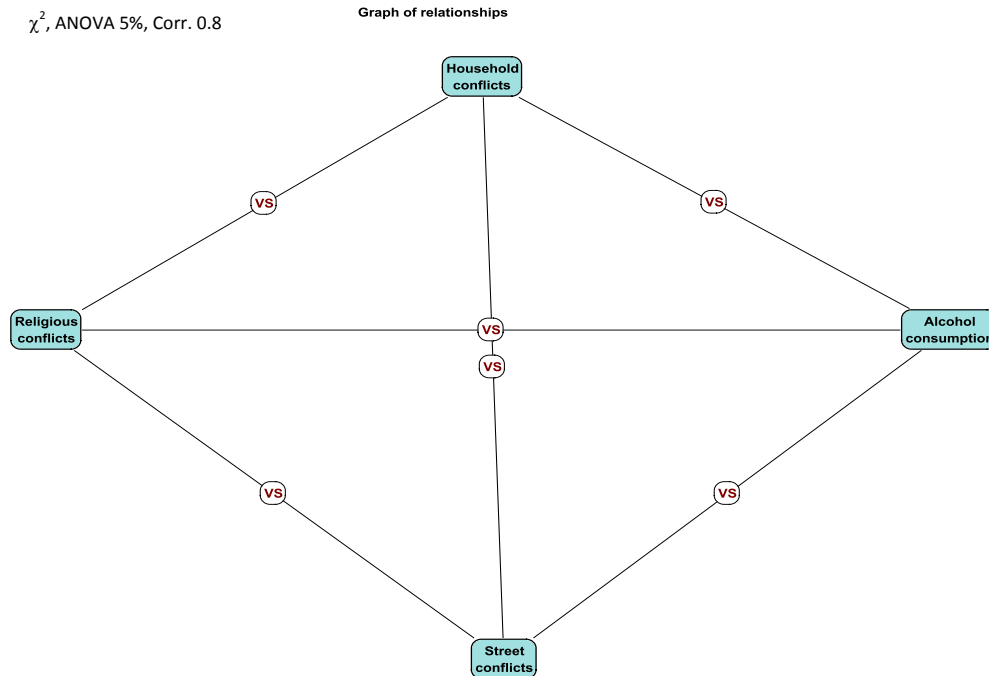 Graph of relationships
χ², ANOVA 5%, Corr. 0.8
Household
conflicts
VS
VS
Religious
conflicts
VS
Alcohol
consumption
VS
VS
VS
Street
conflicts